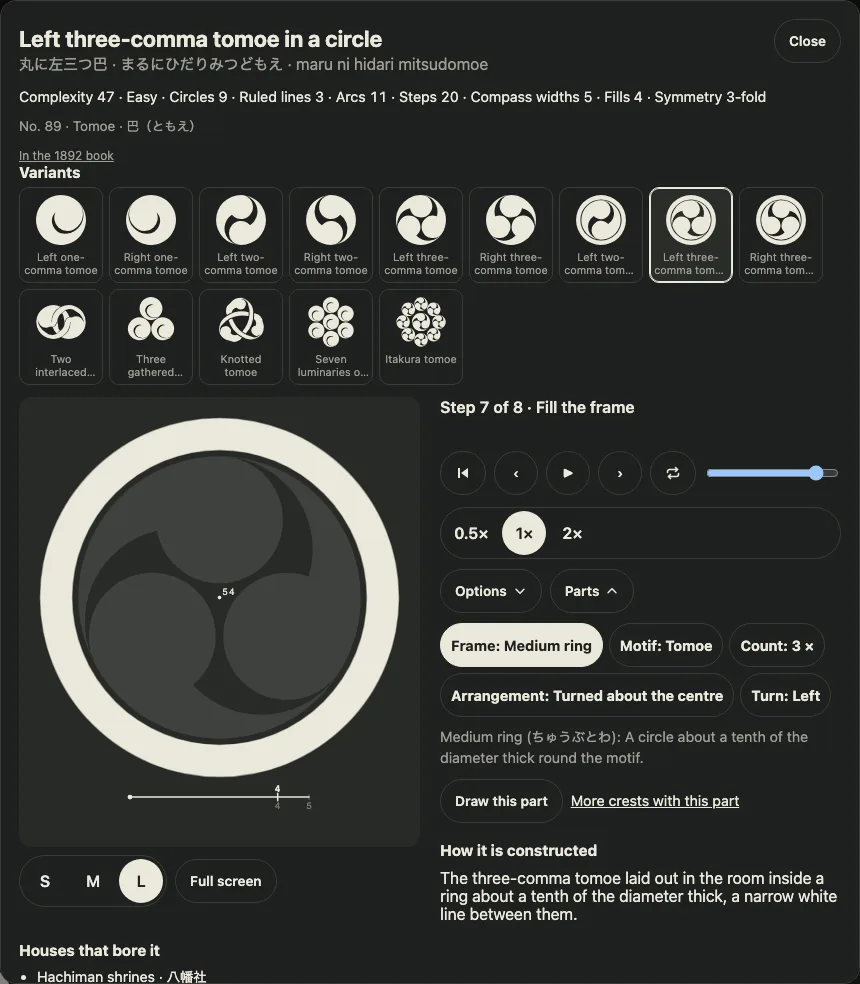 Left three-comma tomoe in a circle
Close
丸に左三つ巴 · まるにひだりみつどもえ · maru ni hidari mitsudomoe
Complexity 47 · Easy · Circles 9 · Ruled lines 3 · Arcs 11 · Steps 20 · Compass widths 5 · Fills 4 · Symmetry 3-fold
No. 89 · Tomoe · 巴（ともえ）
In the 1892 book
Variants
Left one-comma tomoe
Right one-comma tomoe
Left two-comma tomoe
Right two-comma tomoe
Left three-comma tomoe
Right three-comma tomoe
Left two-comma tom...
Left three-comma tom...
Right three-comma tom...
Two interlaced...
Three gathered...
Knotted tomoe
Seven luminaries o...
Itakura tomoe
Step 7 of 8 · Fill the frame
0.5× 1× 2×
Options
Parts
Frame: Medium ring
Motif: Tomoe
Count: 3 ×
Arrangement: Turned about the centre
Turn: Left
Medium ring (ちゅうぶとわ): A circle about a tenth of the
diameter thick round the motif.
Draw this part
More crests with this part
How it is constructed
The three-comma tomoe laid out in the room inside a
ring about a tenth of the diameter thick, a narrow white
line between them.
54
4
4 5
S M L
Full screen
Houses that bore it
• Hachiman shrines · 八幡社